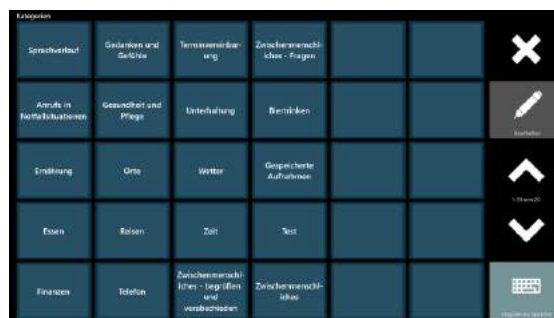 Kategorien
Sprachverlauf
Gedanken und
Gefühle
Terminvereinbar-
ung
Zwischenmenschl-
iches - Fragen
Anrufe in
Notfallsituationen
Gesundheit und
Pflege
Unterhaltung
Biertrinken
Bearbeiten
Ernährung
Orte
Wetter
Gespeicherte
Aufnahmen
Essen
Reisen
Zeit
Test
Finanzen
Telefon
Zwischenmenschl-
iches - begrüßen
und
verabschieden
Zwischenmenschl-
iches